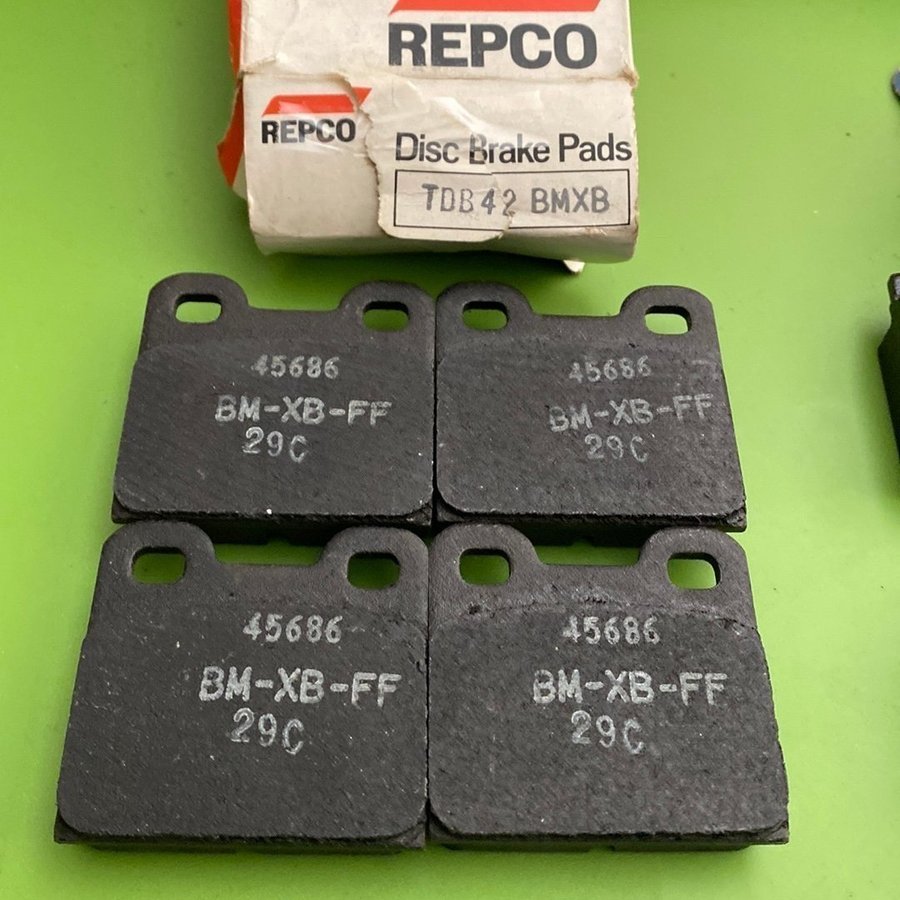 REPCO
REPCO
Disc Brake Pads
TDB42 BMXB
45686
BM-XB-FF
29C
45686
BM-XB-FF
29C
45686
BM-XB-FF
29C
45686
BM-XB-FF
29C